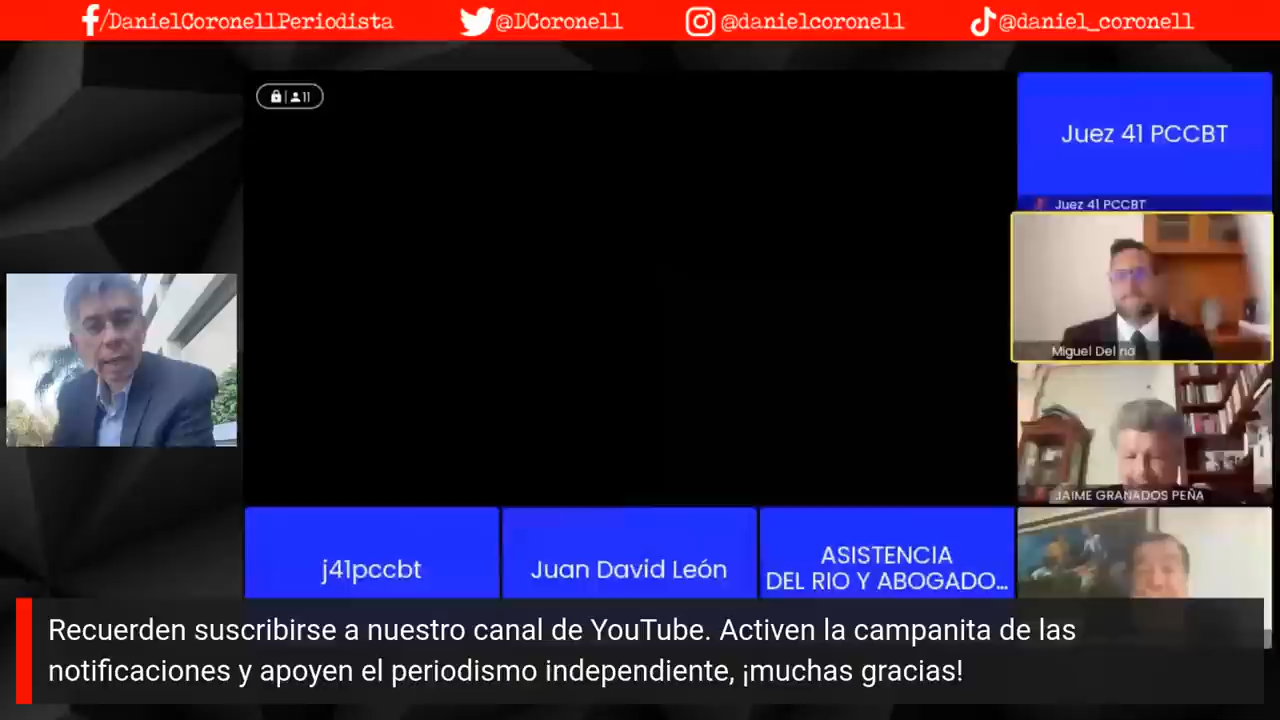 /DanielCoronellPeriodista
@DCoronell
@danielcoronell
@daniel_coronell
11
Juez 41 PCCBT
Juez 41 PCCBT
Miguel Del rio
JAIME GRANADOS PEÑA
j41pccbt
Juan David León
ASISTENCIA
DEL RIO Y ABOGADO...
Recuerden suscribirse a nuestro canal de YouTube. Activen la campanita de las
notificaciones y apoyen el periodismo independiente, ¡muchas gracias!